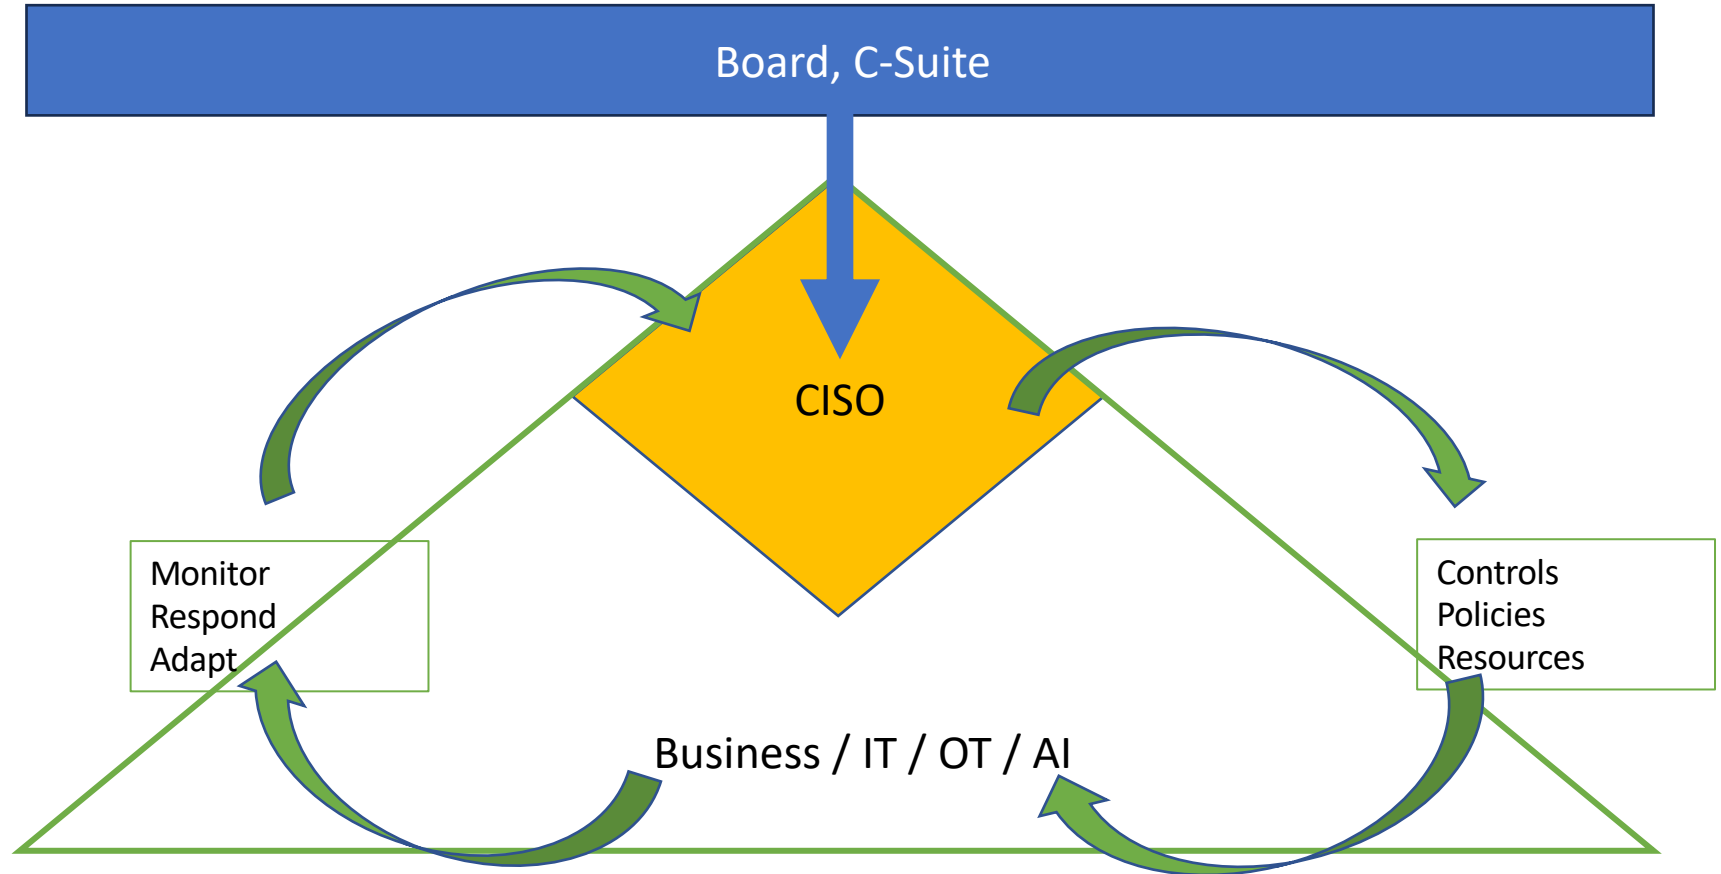 Board, C-Suite
CISO
Monitor
Respond
Adapt
Controls
Policies
Resources
Business / IT / OT / AI